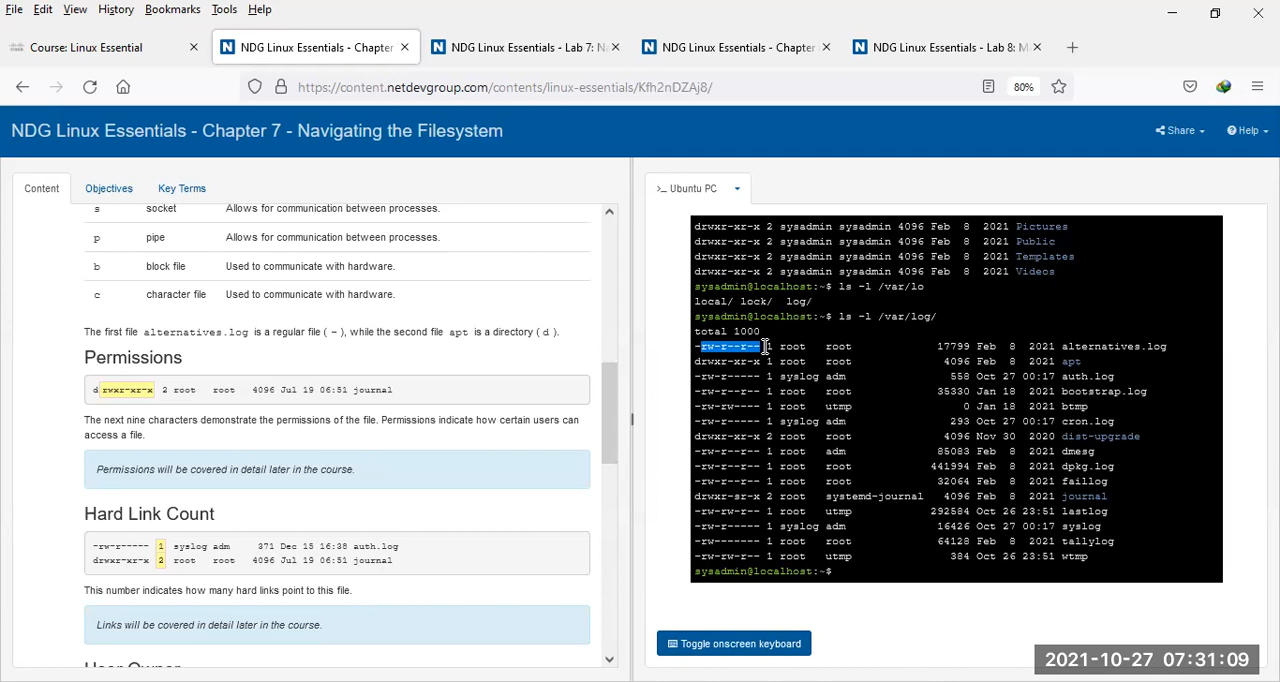 File Edit View History Bookmarks Tools Help
Course: Linux Essential
NDG Linux Essentials - Chapter
NDG Linux Essentials - Lab 7: Na
NDG Linux Essentials - Chapter
NDG Linux Essentials - Lab 8: M
https://content.netdevgroup.com/contents/linux-essentials/Kfh2nDZAj8/
80%
NDG Linux Essentials - Chapter 7 - Navigating the Filesystem
Share
Help
Content Objectives Key Terms
s socket Allows for communication between processes.
p pipe Allows for communication between processes.
b block file Used to communicate with hardware.
c character file Used to communicate with hardware.
The first file alternatives.log is a regular file ( - ), while the second file apt is a directory ( d ).
Permissions
d rwxr-xr-x 2 root root 4096 Jul 19 06:51 journal
The next nine characters demonstrate the permissions of the file. Permissions indicate how certain users can
access a file.
Permissions will be covered in detail later in the course.
Hard Link Count
-rw-r----- 1 syslog adm 371 Dec 15 16:38 auth.log
drwxr-xr-x 2 root root 4096 Jul 19 06:51 journal
This number indicates how many hard links point to this file.
Links will be covered in detail later in the course.
User Owner
>_ Ubuntu PC
drwxr-xr-x 2 sysadmin sysadmin 4096 Feb 8 2021 Pictures
drwxr-xr-x 2 sysadmin sysadmin 4096 Feb 8 2021 Public
drwxr-xr-x 2 sysadmin sysadmin 4096 Feb 8 2021 Templates
drwxr-xr-x 2 sysadmin sysadmin 4096 Feb 8 2021 Videos
sysadmin@localhost:~$ ls -l /var/lo
local/ lock/ log/
sysadmin@localhost:~$ ls -l /var/log/
total 1000
-rw-r--r-- 1 root root 17799 Feb 8 2021 alternatives.log
drwxr-xr-x 1 root root 4096 Feb 8 2021 apt
-rw-r----- 1 syslog adm 558 Oct 27 00:17 auth.log
-rw-r--r-- 1 root root 35330 Jan 18 2021 bootstrap.log
-rw-rw---- 1 root utmp 0 Jan 18 2021 btmp
-rw-r----- 1 syslog adm 293 Oct 27 00:17 cron.log
drwxr-xr-x 2 root root 4096 Nov 30 2020 dist-upgrade
-rw-r--r-- 1 root adm 85083 Feb 8 2021 dmesg
-rw-r--r-- 1 root root 441994 Feb 8 2021 dpkg.log
-rw-r--r-- 1 root root 32064 Feb 8 2021 faillog
drwxr-sr-x 2 root systemd-journal 4096 Feb 8 2021 journal
-rw-rw-r-- 1 root utmp 292584 Oct 26 23:51 lastlog
-rw-r----- 1 syslog adm 16426 Oct 27 00:17 syslog
-rw------- 1 root root 64128 Feb 8 2021 tallylog
-rw-rw-r-- 1 root utmp 384 Oct 26 23:51 wtmp
sysadmin@localhost:~$
Toggle onscreen keyboard
2021-10-27 07:31:09